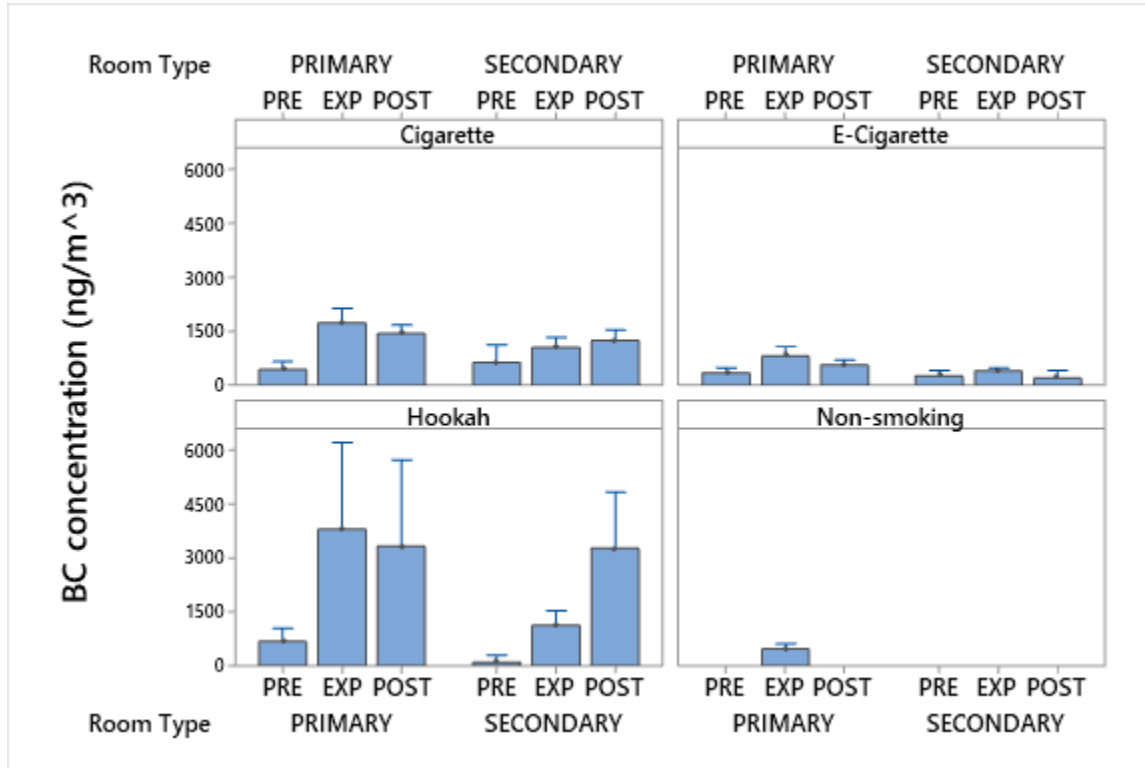 Room Type PRIMARY SECONDARY PRIMARY SECONDARY
PRE EXP POST PRE EXP POST PRE EXP POST PRE EXP POST
Cigarette E-Cigarette
6000
4500
3000
1500
0
BC concentration (ng/m^3)
Hookah Non-smoking
6000
4500
3000
1500
0
PRE EXP POST PRE EXP POST PRE EXP POST PRE EXP POST
Room Type PRIMARY SECONDARY PRIMARY SECONDARY